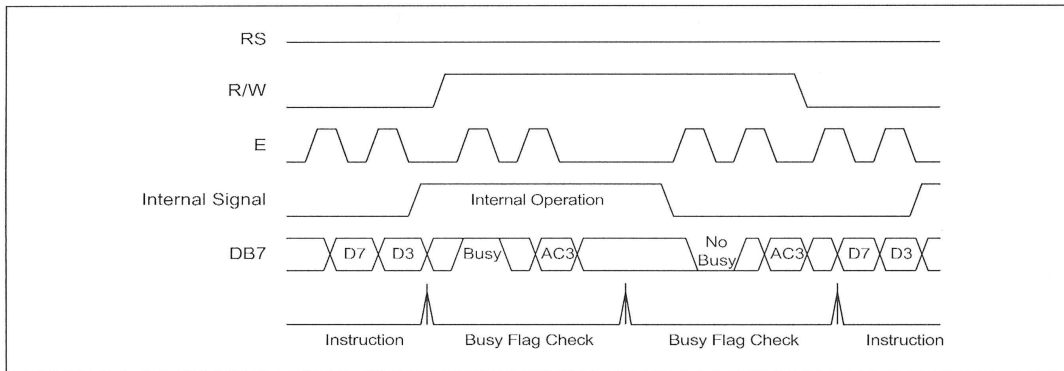 RS
R/W
E
Internal Signal
Internal Operation
DB7
D7 D3 Busy AC3 No Busy AC3 D7 D3
Instruction Busy Flag Check Busy Flag Check Instruction